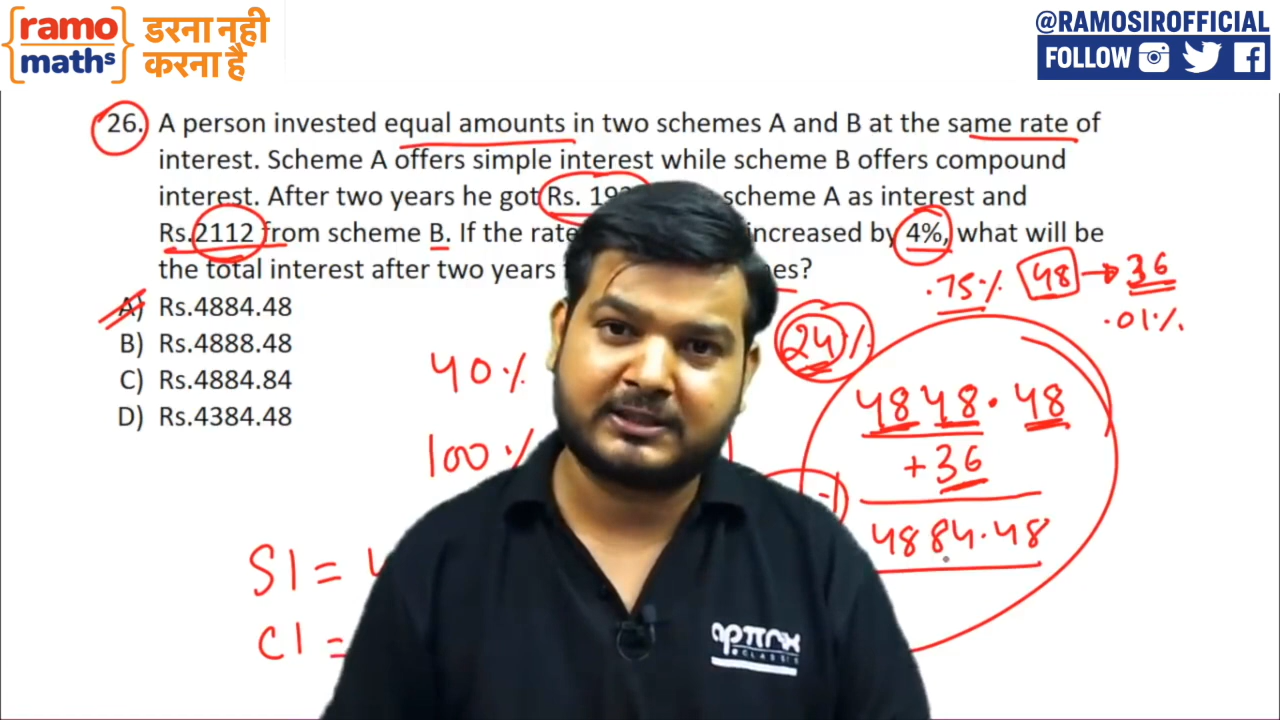 ramo
maths
डरना नही
करना है
@RAMOSIROFFICIAL
FOLLOW
26. A person invested equal amounts in two schemes A and B at the same rate of
interest. Scheme A offers simple interest while scheme B offers compound
interest. After two years he got Rs. scheme A as interest and
Rs.2112 from scheme B. If the rate increased by 4%, what will be
the total interest after two years
A) Rs.4884.48
B) Rs.4888.48
C) Rs.4884.84
D) Rs.4384.48
.75% 48 → 36
.01%
24%
40%
4848.48
100%
+36
4884.48
SI =
CI =
apπrox
CLASSES